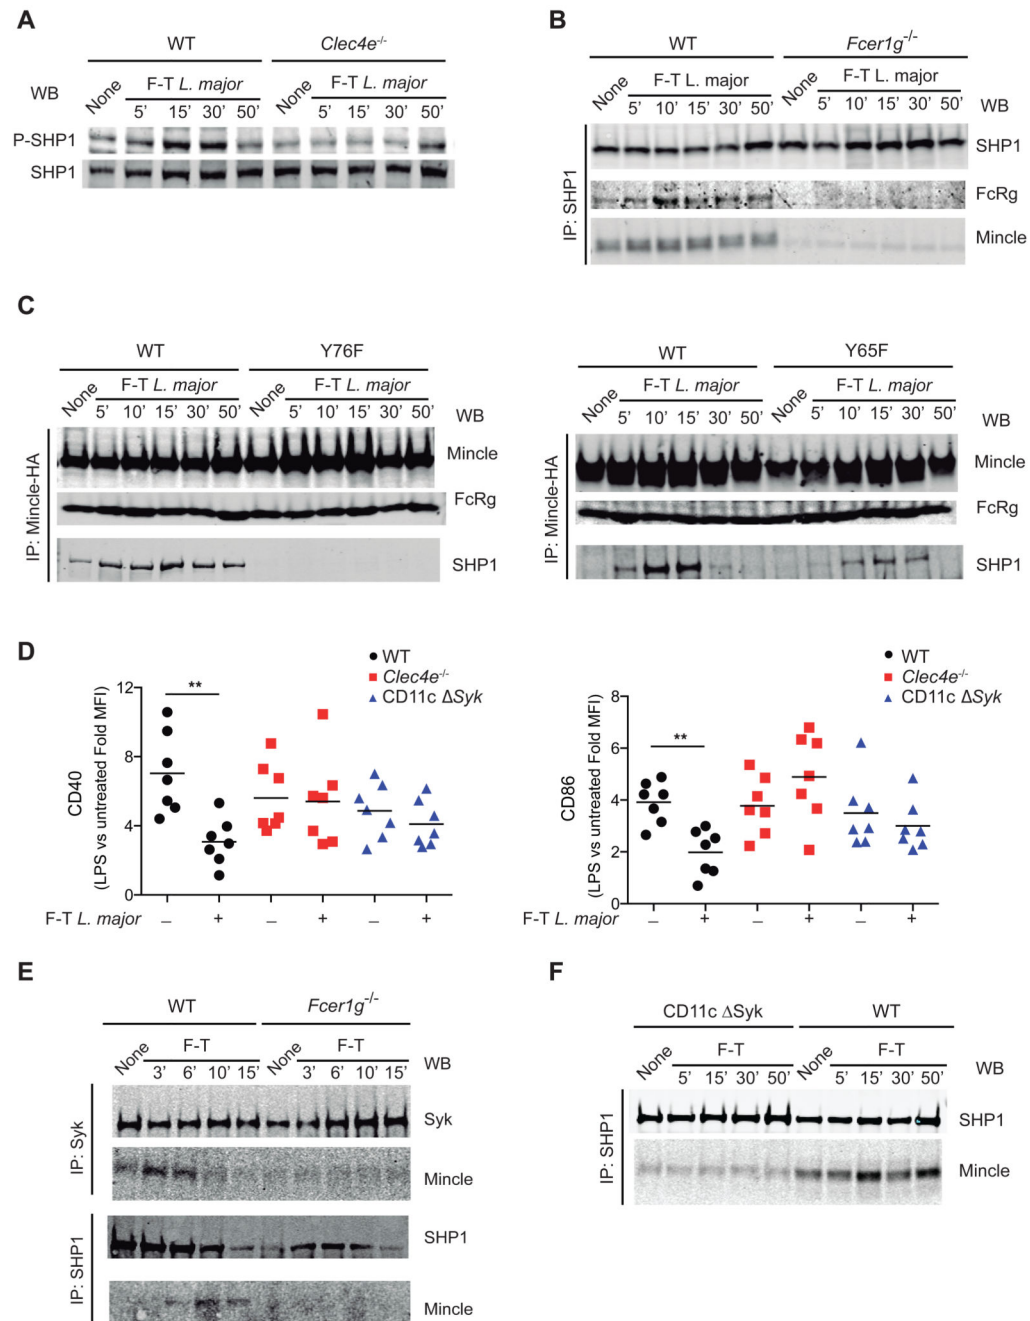 A
WT
Clec4e-/-
WB
None
F-T L. major
None
F-T L. major
5' 15' 30' 50'
5' 15' 30' 50'
P-SHP1
SHP1
B
WT
Fcer1g-/-
None
F-T L. major
None
F-T L. major
5' 10' 15' 30' 50'
5' 10' 15' 30' 50'
WB
IP: SHP1
SHP1
FcRg
Mincle
C
WT
Y76F
None
F-T L. major
None
F-T L. major
5' 10' 15' 30' 50'
5' 10' 15' 30' 50'
WB
IP: Mincle-HA
Mincle
FcRg
SHP1
WT
Y65F
None
F-T L. major
None
F-T L. major
5' 10' 15' 30' 50'
5' 10' 15' 30' 50'
WB
IP: Mincle-HA
Mincle
FcRg
SHP1
D
WT
Clec4e-/-
CD11c ΔSyk
**
12
8
4
0
CD40
(LPS vs untreated Fold MFI)
F-T L. major
– + – + – +
WT
Clec4e-/-
CD11c ΔSyk
**
8
6
4
2
0
CD86
(LPS vs untreated Fold MFI)
F-T L. major
– + – + – +
E
WT
Fcer1g-/-
None
F-T
None
F-T
3' 6' 10' 15'
3' 6' 10' 15'
WB
IP: Syk
Syk
Mincle
IP: SHP1
SHP1
Mincle
F
CD11c ΔSyk
WT
None
F-T
None
F-T
5' 15' 30' 50'
5' 15' 30' 50'
WB
IP: SHP1
SHP1
Mincle